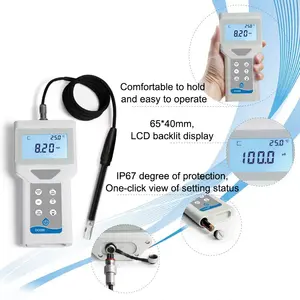 25.0
8.20
Comfortable to hold
and easy to operate
65*40mm,
LCD backlit display
25.0
8.20
25.0
100.0
IP67 degree of protection,
One-click view of setting status